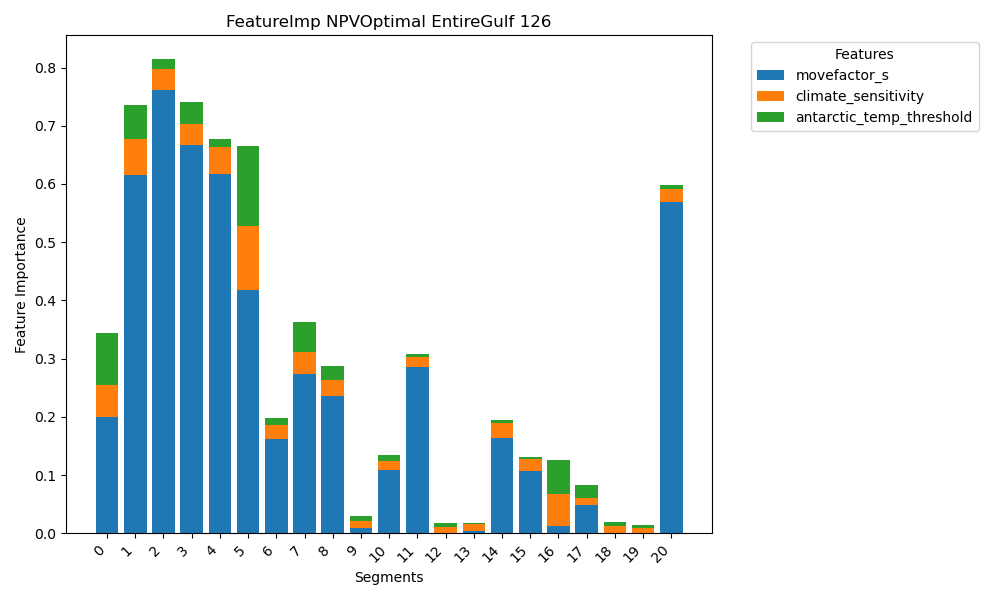 FeatureImp NPVOptimal EntireGulf 126
Feature Importance
0.8
0.7
0.6
0.5
0.4
0.3
0.2
0.1
0.0
0 1 2 3 4 5 6 7 8 9 10 11 12 13 14 15 16 17 18 19 20
Segments
Features
movefactor_s
climate_sensitivity
antarctic_temp_threshold